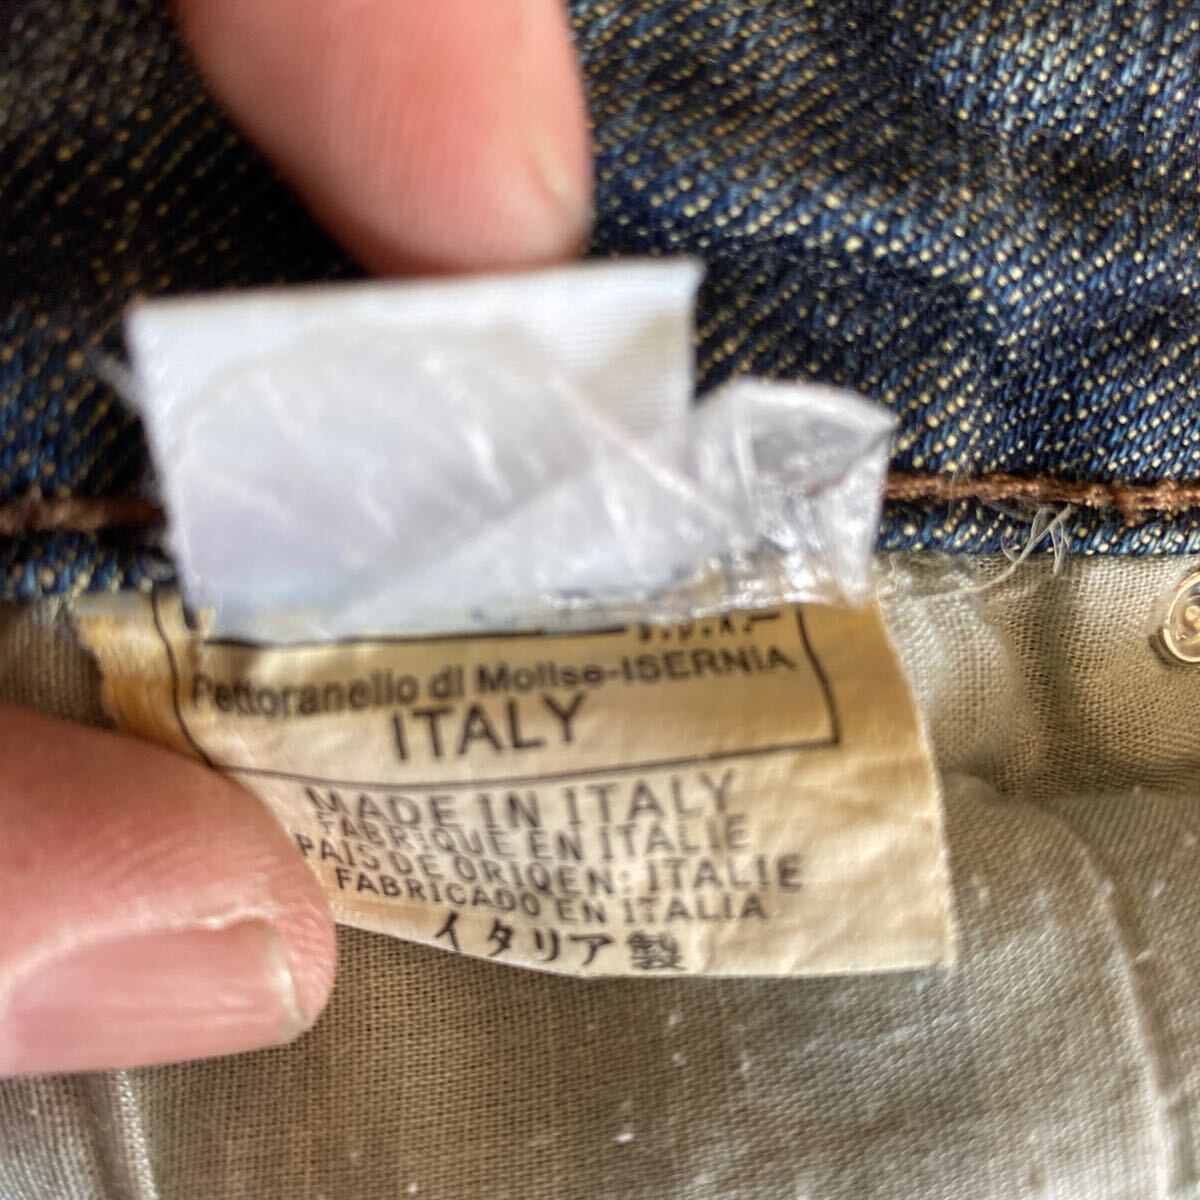 S.P.A.
Pettoranello di Molise-ISERNIA
ITALY
MADE IN ITALY
FABRIQUE EN ITALIE
PAIS DE ORIQEN: ITALIE
FABRICADO EN ITALIA
イタリア製